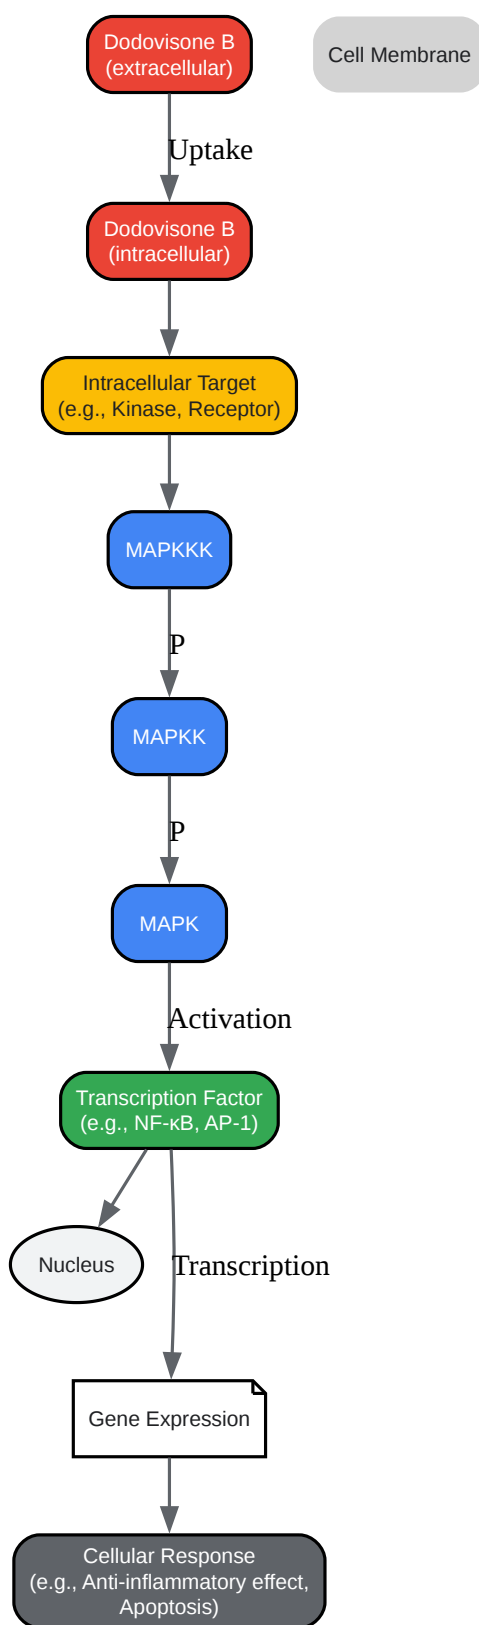 Dodovisone B
(extracellular)
Cell Membrane
Uptake
Dodovisone B
(intracellular)
Intracellular Target
(e.g., Kinase, Receptor)
MAPKKK
P
MAPKK
P
MAPK
Activation
Transcription Factor
(e.g., NF-κB, AP-1)
Nucleus
Transcription
Gene Expression
Cellular Response
(e.g., Anti-inflammatory effect,
Apoptosis)